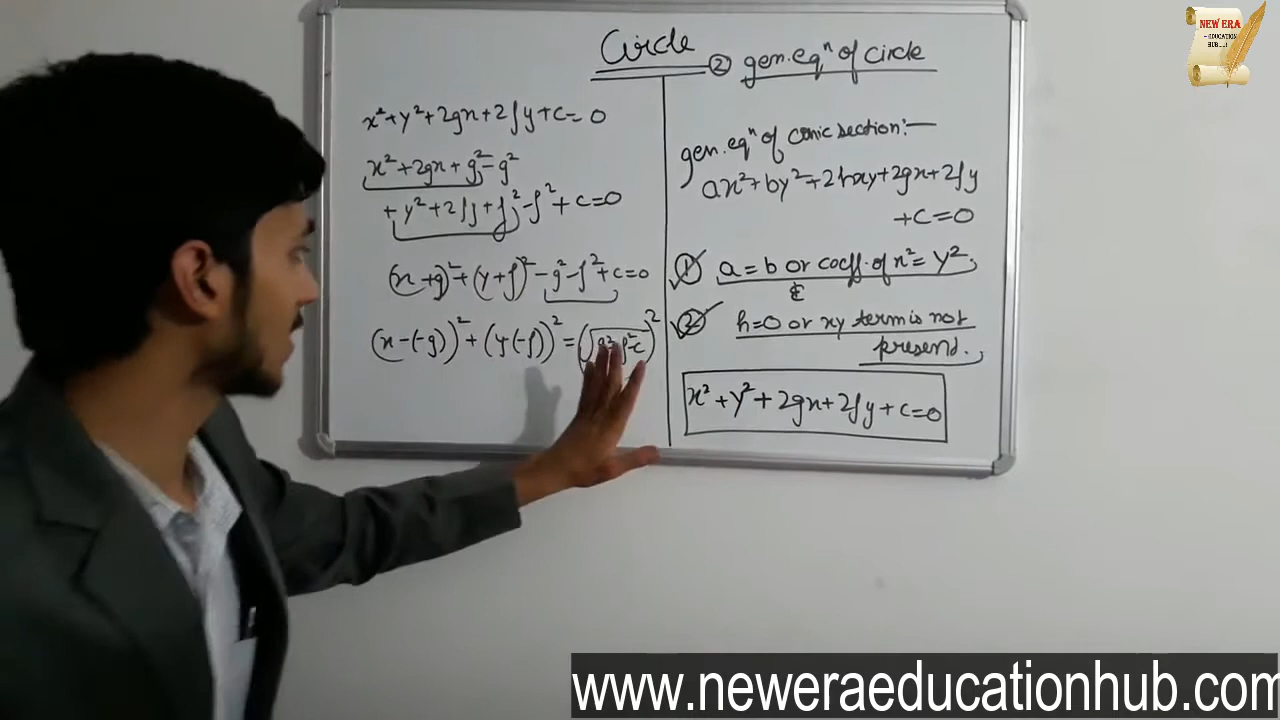 Circle
② gen. eqⁿ of circle
x²+y²+2gx+2fy+c=0
x²+2gx+g²-g²
+y²+2fy+f²-f²+c=0
(x+g)²+(y+f)²-g²-f²+c=0
(x-(-g))²+(y(-f))²=(√g² f²-c)²
gen. eqⁿ of conic section:-
ax²+by²+2hxy+2gx+2fy
+c=0
① a=b or coeff. of x²=y²
&
② h=0 or xy term is not
present.
x²+y²+2gx+2fy+c=0
NEW ERA
- EDUCATION
HUB....!
www.neweraeducationhub.com